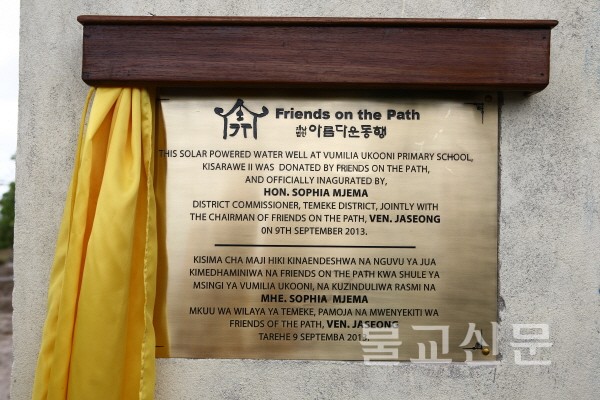 Friends on the Path
아름다운동행
THIS SOLAR POWERED WATER WELL AT VUMILIA UKOONI PRIMARY SCHOOL,
KISARAWE II WAS DONATED BY FRIENDS ON THE PATH,
AND OFFICIALLY INAGURATED BY,
HON. SOPHIA MJEMA
DISTRICT COMMISSIONER, TEMEKE DISTRICT, JOINTLY WITH
THE CHAIRMAN OF FRIENDS ON THE PATH, VEN. JASEONG
0N 9TH SEPTEMBER 2013.
KISIMA CHA MAJI HIKI KINAENDESHWA NA NGUVU YA JUA
KIMEDHAMINIWA NA FRIENDS ON THE PATH KWA SHULE YA
MSINGI YA VUMILIA UKOONI, NA KUZINDULIWA RASMI NA
MHE. SOPHIA MJEMA
MKUU WA WILAYA YA TEMEKE, PAMOJA NA MWENYEKITI WA
FRIENDS OF THE PATH, VEN. JASEONG
TAREHE 9 SEPTEMBA 2013.
불교신문